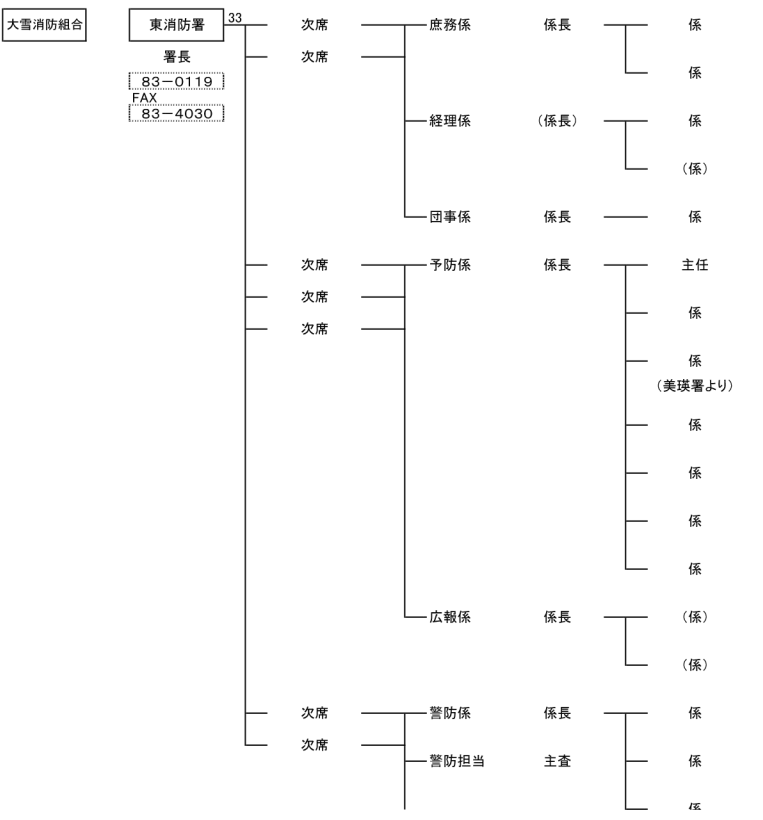 大雪消防組合 東消防署 33 次席 庶務係 係長 係
署長 次席
係
83-0119
FAX
83-4030
経理係 (係長) 係
(係)
団事係 係長 係
次席 予防係 係長 主任
次席
係
次席
係
(美瑛署より)
係
係
係
係
広報係 係長 (係)
(係)
次席 警防係 係長 係
次席
警防担当 主査 係
係